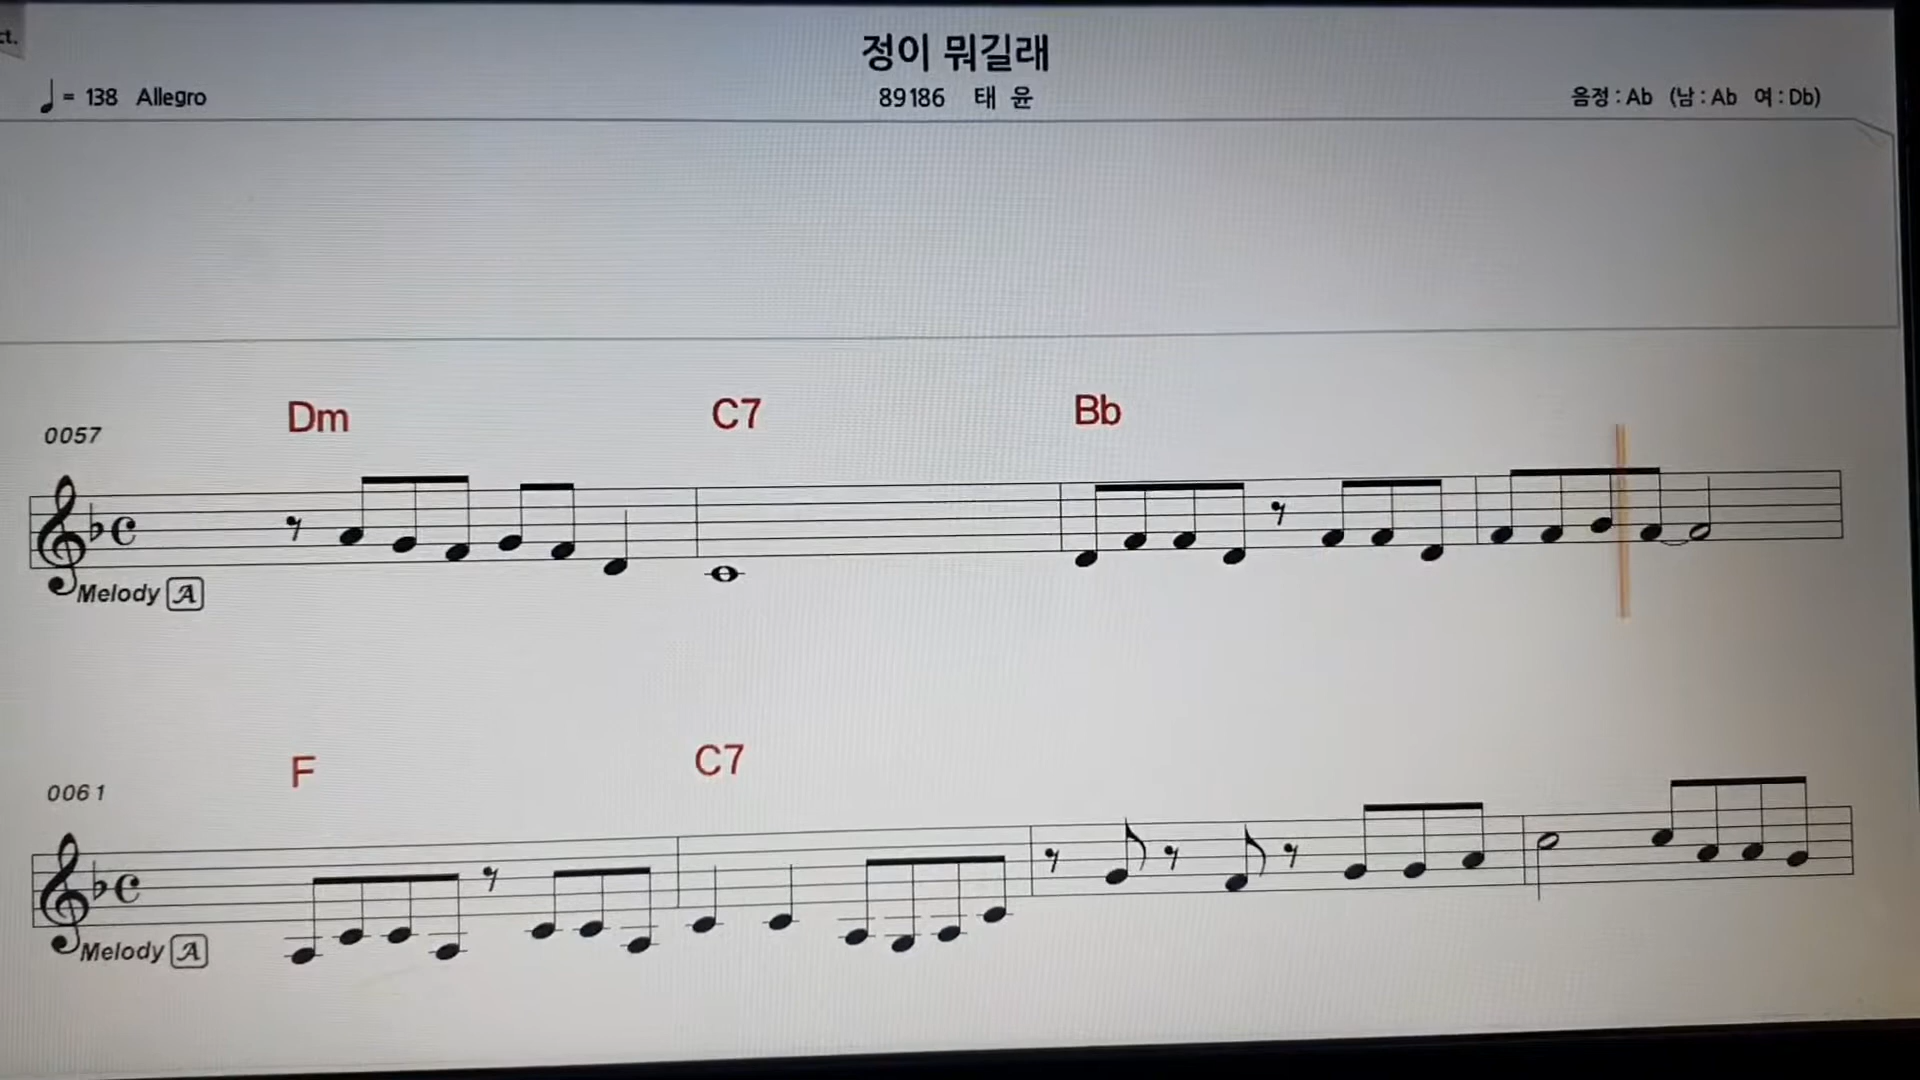 ct.
정이 뭐길래
♩= 138 Allegro
89186 태 윤
음정 : Ab (남 : Ab 여 : Db)
Dm C7 Bb
0057
Melody A
F C7
0061
Melody A